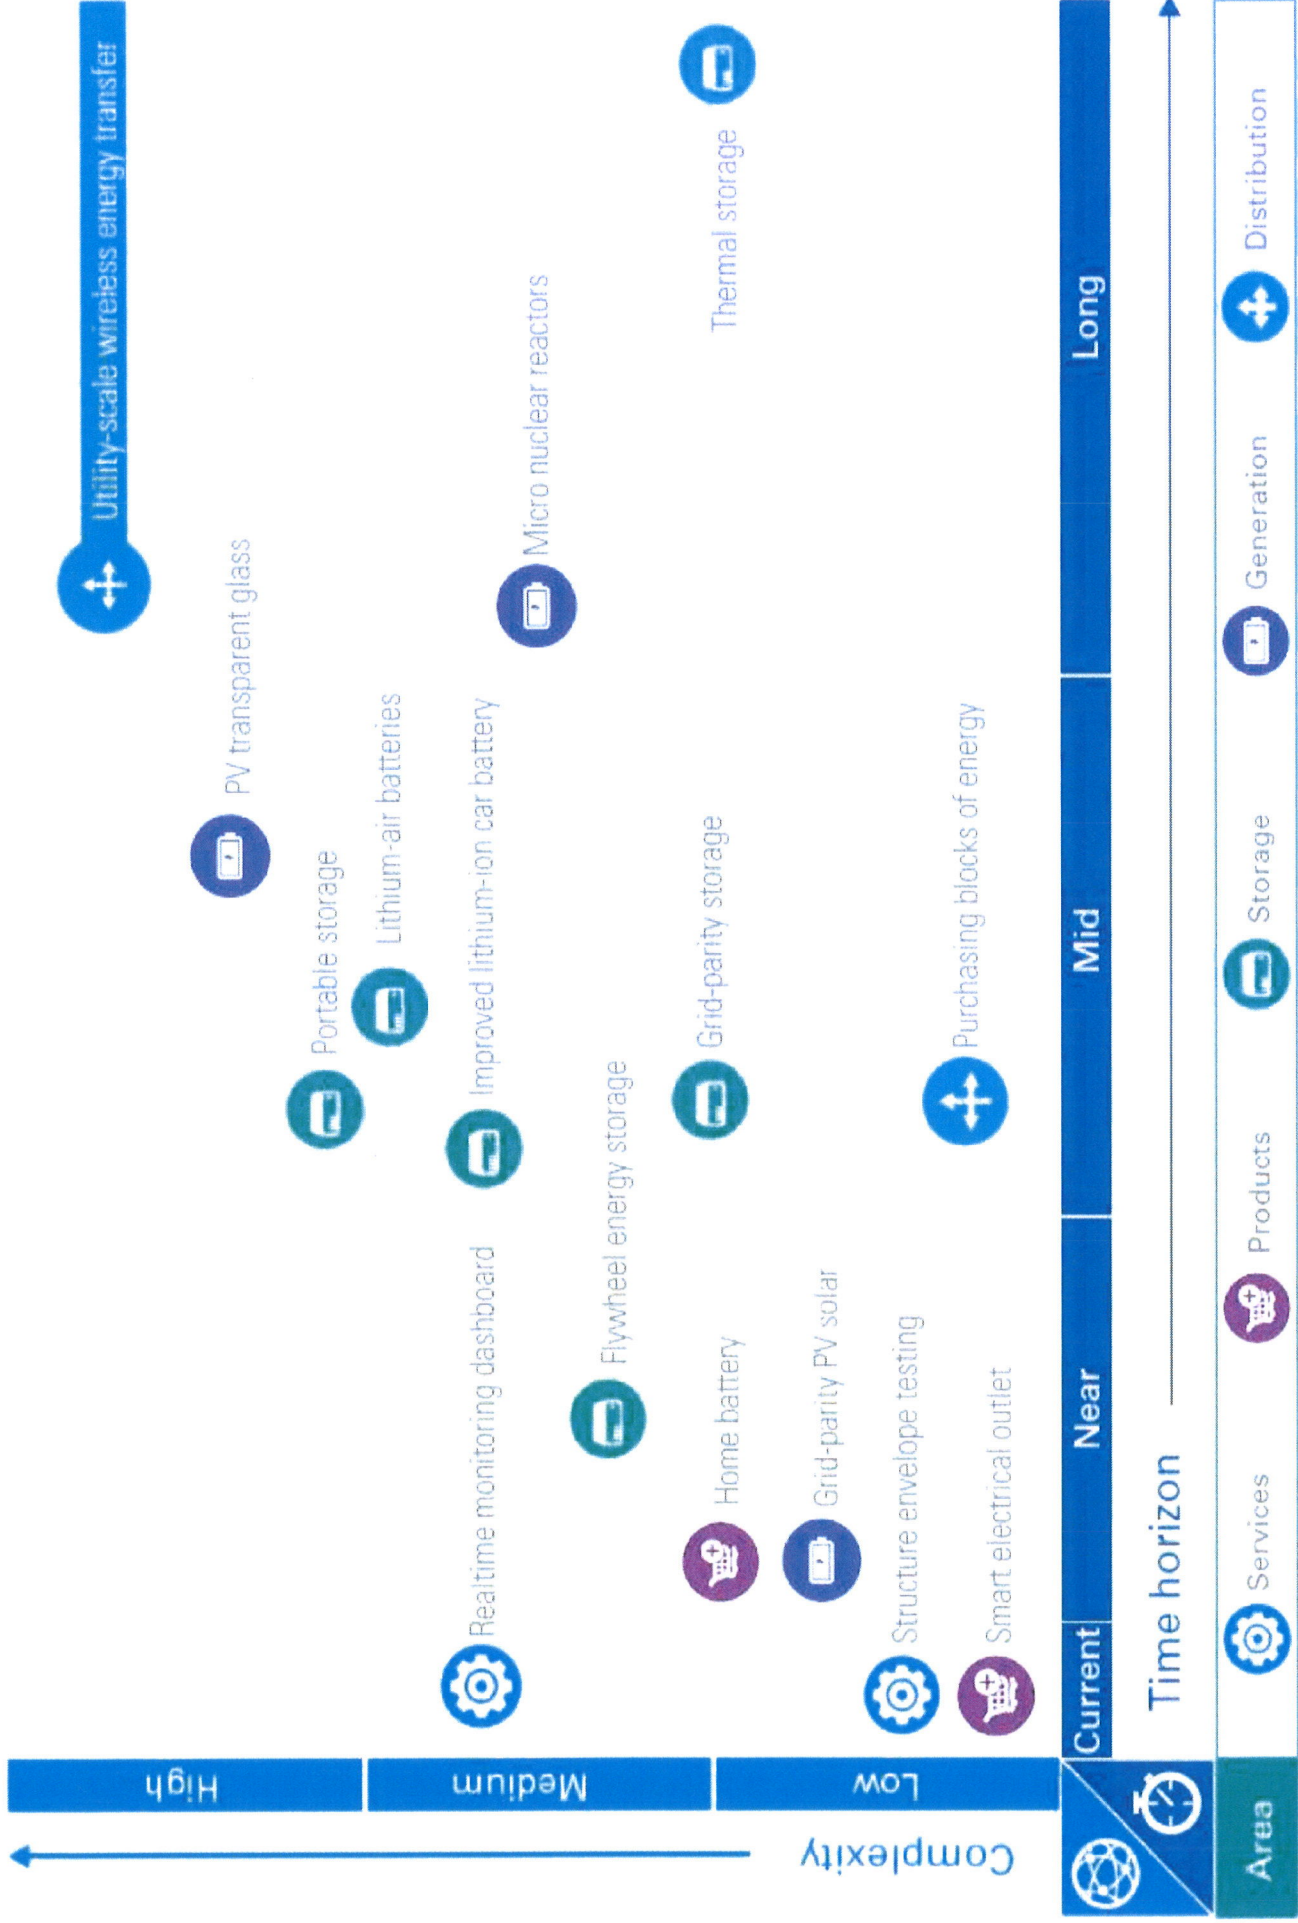 Utility-scale wireless energy transfer
PV transparent glass
Portable storage
Lithium-air batteries
Realtime monitoring dashboard
Improved lithium-ion car battery
Micro nuclear reactors
Flywheel energy storage
Home battery
Grid-parity storage
Thermal storage
Grid-parity PV solar
Structure envelope testing
Purchasing blocks of energy
Smart electrical outlet
High
Medium
Low
Complexity
Current
Near
Mid
Long
Time horizon
Area
Services
Products
Storage
Generation
Distribution